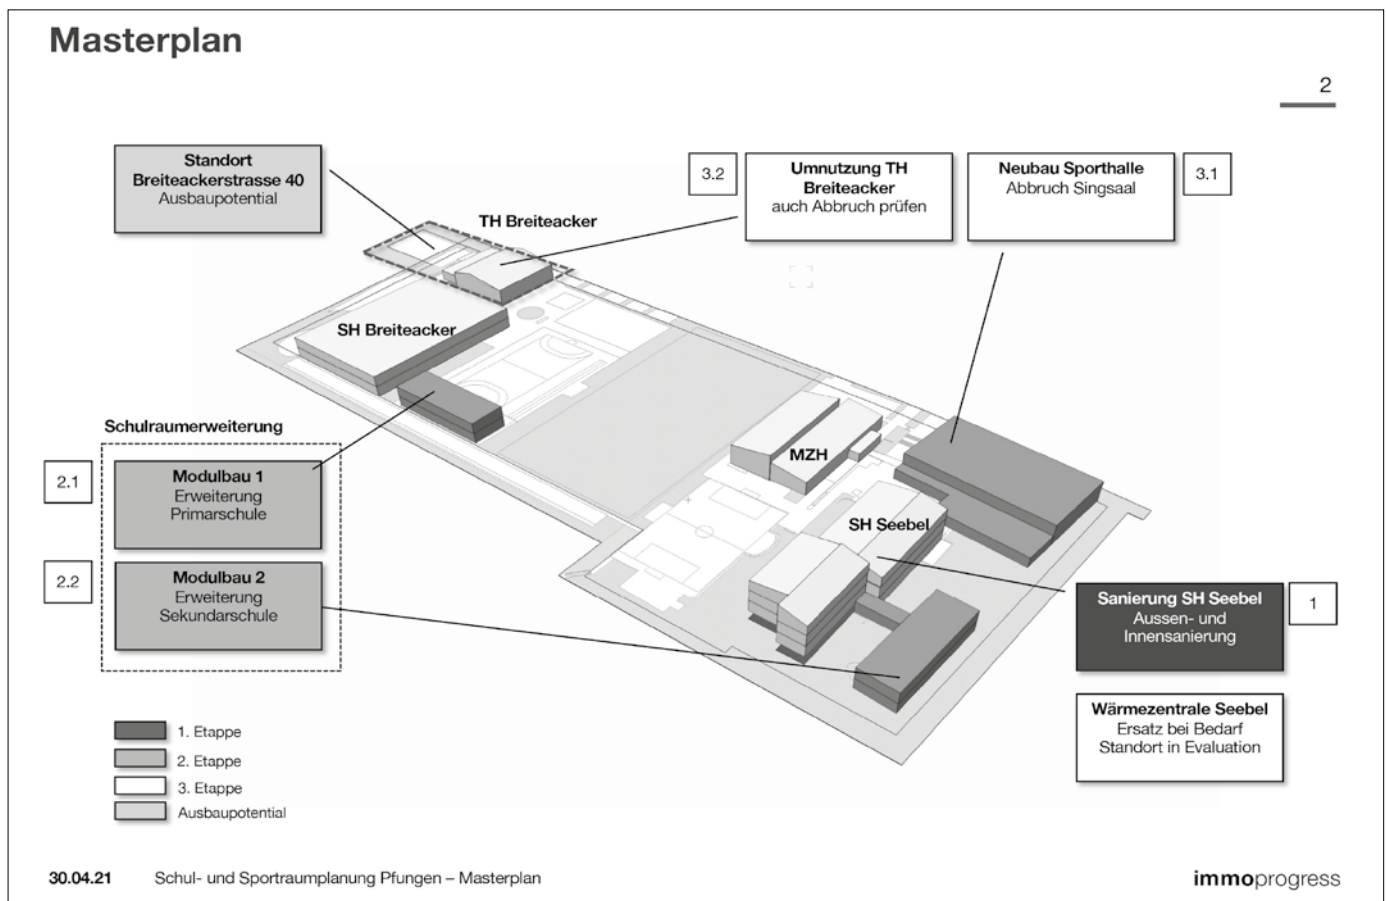 Masterplan
2
Standort
Breiteackerstrasse 40
Ausbaupotential
3.2
Umnutzung TH
Breiteacker
auch Abbruch prüfen
Neubau Sporthalle
Abbruch Singsaal
3.1
TH Breiteacker
SH Breiteacker
Schulraumerweiterung
2.1
Modulbau 1
Erweiterung
Primarschule
2.2
Modulbau 2
Erweiterung
Sekundarschule
MZH
SH Seebel
Sanierung SH Seebel
Aussen- und
Innensanierung
1
Wärmezentrale Seebel
Ersatz bei Bedarf
Standort in Evaluation
1. Etappe
2. Etappe
3. Etappe
Ausbaupotential
30.04.21 Schul- und Sportraumplanung Pfungen – Masterplan
immoprogress